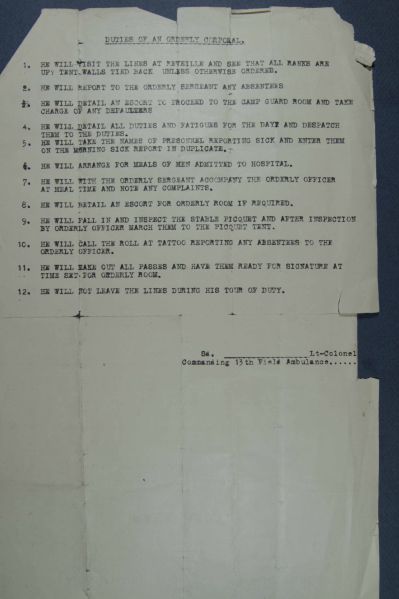 DUTIES OF AN ORDERLY CORPORAL.
1. HE WILL VISIT THE LINES AT REVEILLE AND SEE THAT ALL RANKS ARE
UP, TENT WALLS TIED BACK UNLESS OTHERWISE ORDERED.
2. HE WILL REPORT TO THE ORDERLY SERGEANT ANY ABSENTEES
3. HE WILL DETAIL AN ESCORT TO PROCEED TO THE CAMP GUARD ROOM AND TAKE
CHARGE OF ANY DEFAULTERS
4. HE WILL DETAIL ALL DUTIES AND FATIGUES FOR THE DAYT AND DESPATCH
THEM TO THE DUTIES.
5. HE WILL TAKE THE NAMES OF PERSONNEL REPORTING SICK AND ENTER THEM
ON THE MORNING SICK REPORT IN DUPLICATE.
6. HE WILL ARRANGE FOR MEALS OF MEN ADMITTED TO HOSPITAL.
7. HE WILL WITH THE ORDERLY SERGEANT ACCOMPANY THE ORDERLY OFFICER
AT MEAL TIME AND NOTE ANY COMPLAINTS.
8. HE WILL DETAIL AN ESCORT FOR ORDERLY ROOM IF REQUIRED.
9. HE WILL FALL IN AND INSPECT THE STABLE PICQUET AND AFTER INSPECTION
BY ORDERLY OFFICER MARCH THEM TO THE PICQUET TENT.
10. HE WILL CALL THE ROLL AT TATTOO REPORTING ANY ABSENTEES TO THE
ORDERLY OFFICER.
11. HE WILL MAKE OUT ALL PASSES AND HAVE THEM READY FOR SIGNATURE AT
TIME SET FOR ORDERLY ROOM.
12. HE WILL NOT LEAVE THE LINES DURING HIS TOUR OF DUTY.
Sg. Lt-Colonel
Commanding 13th Field Ambulance......